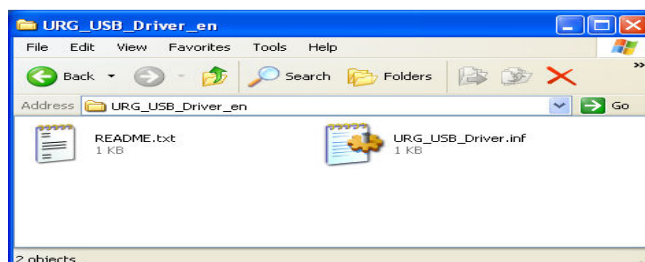 URG_USB_Driver_en
File Edit View Favorites Tools Help
Back Search Folders »
Address URG_USB_Driver_en Go
README.txt URG_USB_Driver.inf
1 KB 1 KB
2 objects